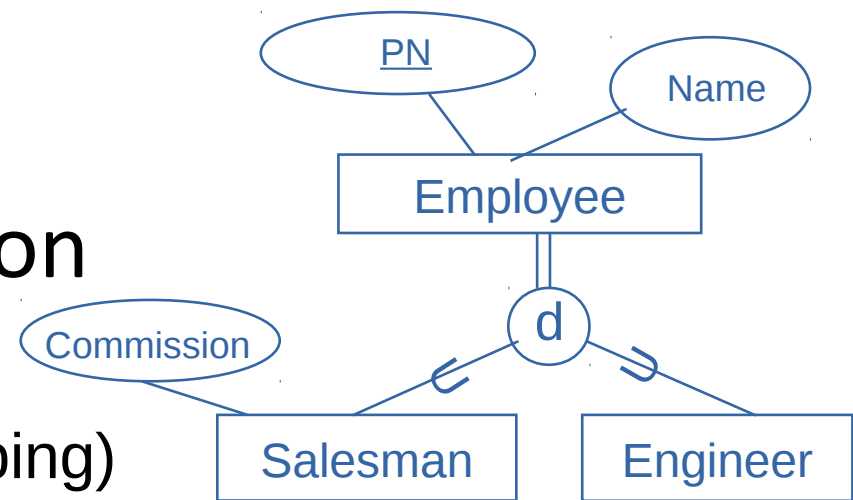 PN
Name
Employee
on
d
Commission
ping)
Salesman
Engineer